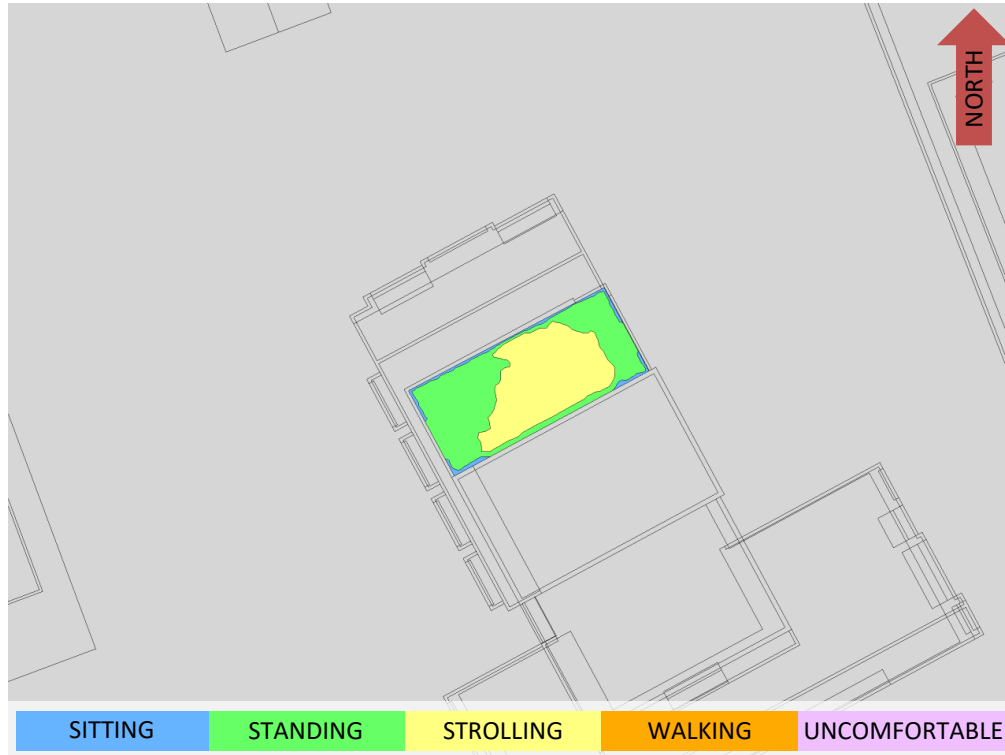 NORTH
SITTING
STANDING
STROLLING
WALKING
UNCOMFORTABLE